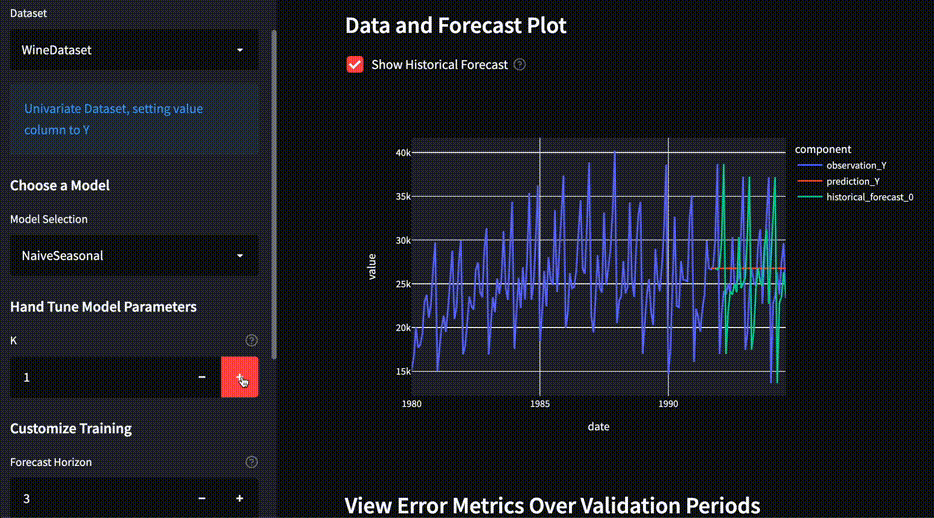 Dataset
WineDataset
Univariate Dataset, setting value
column to Y
Choose a Model
Model Selection
NaiveSeasonal
Hand Tune Model Parameters
K
?
1
−
+
Customize Training
Forecast Horizon
?
3
−
+
Data and Forecast Plot
Show Historical Forecast
?
component
observation_Y
prediction_Y
historical_forecast_0
value
40k
35k
30k
25k
20k
15k
1980
1985
1990
date
View Error Metrics Over Validation Periods